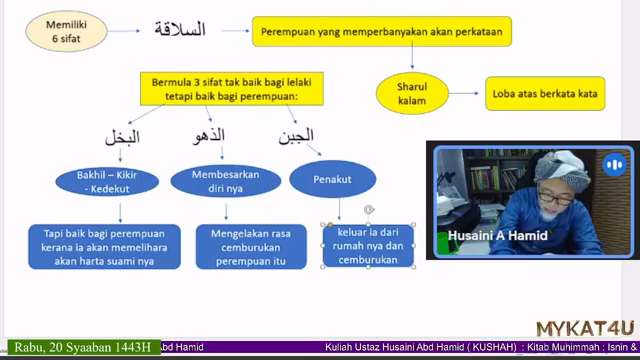 Memiliki
6 sifat
السلاقة
Perempuan yang memperbanyakan akan perkataan
Sharul
kalam
Loba atas berkata kata
Bermula 3 sifat tak baik bagi lelaki
tetapi baik bagi perempuan:
البخل
الذهو
الجبن
Bakhil – Kikir
- Kedekut
Membesarkan
diri nya
Penakut
Tapi baik bagi perempuan
kerana ia akan memelihara
akan harta suami nya
Mengelakan rasa
cemburukan
perempuan itu
keluar ia dari
rumah nya dan
cemburukan
Husaini A Hamid
MYKAT4U
Rabu, 20 Syaaban 1443H
Abd Hamid
Kuliah Ustaz Husaini Abd Hamid ( KUSHAH) : Kitab Muhimmah : Isnin &